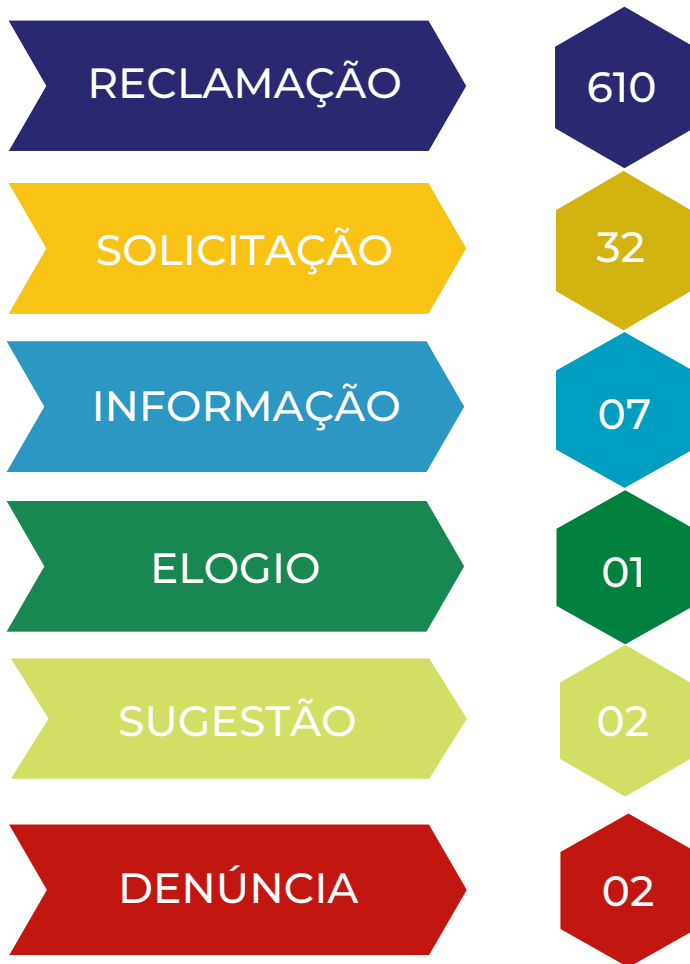 RECLAMAÇÃO 610
SOLICITAÇÃO 32
INFORMAÇÃO 07
ELOGIO 01
SUGESTÃO 02
DENÚNCIA 02